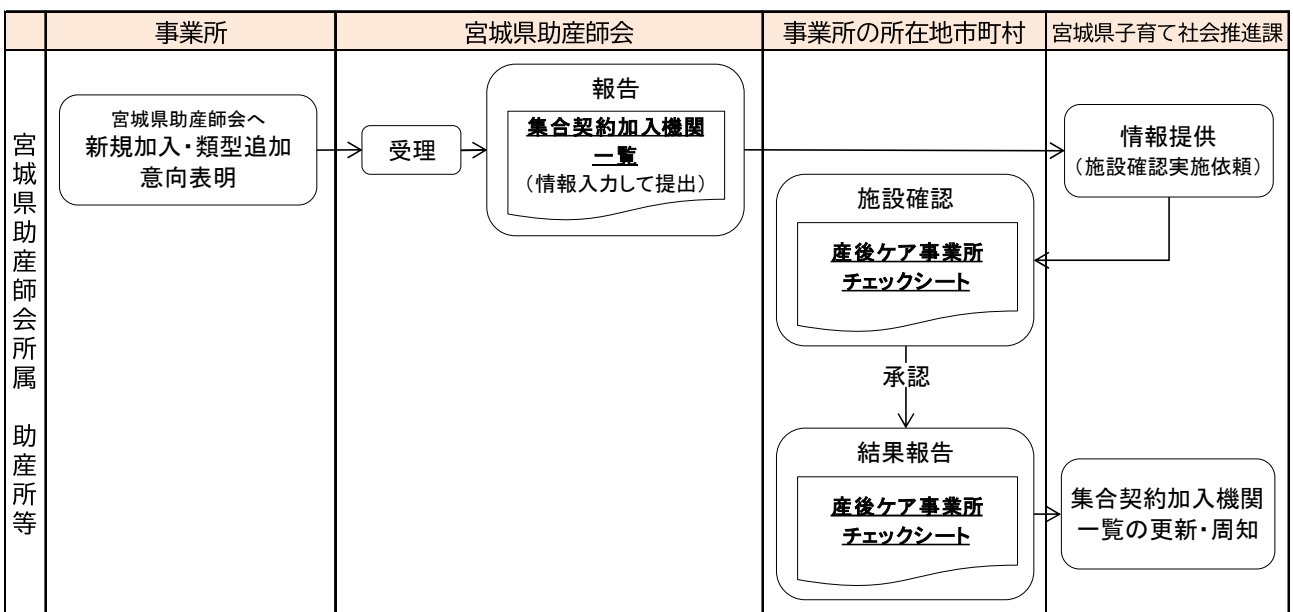 事業所
宮城県助産師会
事業所の所在地市町村
宮城県子育て社会推進課
宮城県助産師会所属　助産所等
宮城県助産師会へ
新規加入・類型追加
意向表明
受理
報告
集合契約加入機関
一覧
（情報入力して提出）
情報提供
（施設確認実施依頼）
施設確認
産後ケア事業所
チェックシート
承認
結果報告
産後ケア事業所
チェックシート
集合契約加入機関
一覧の更新・周知